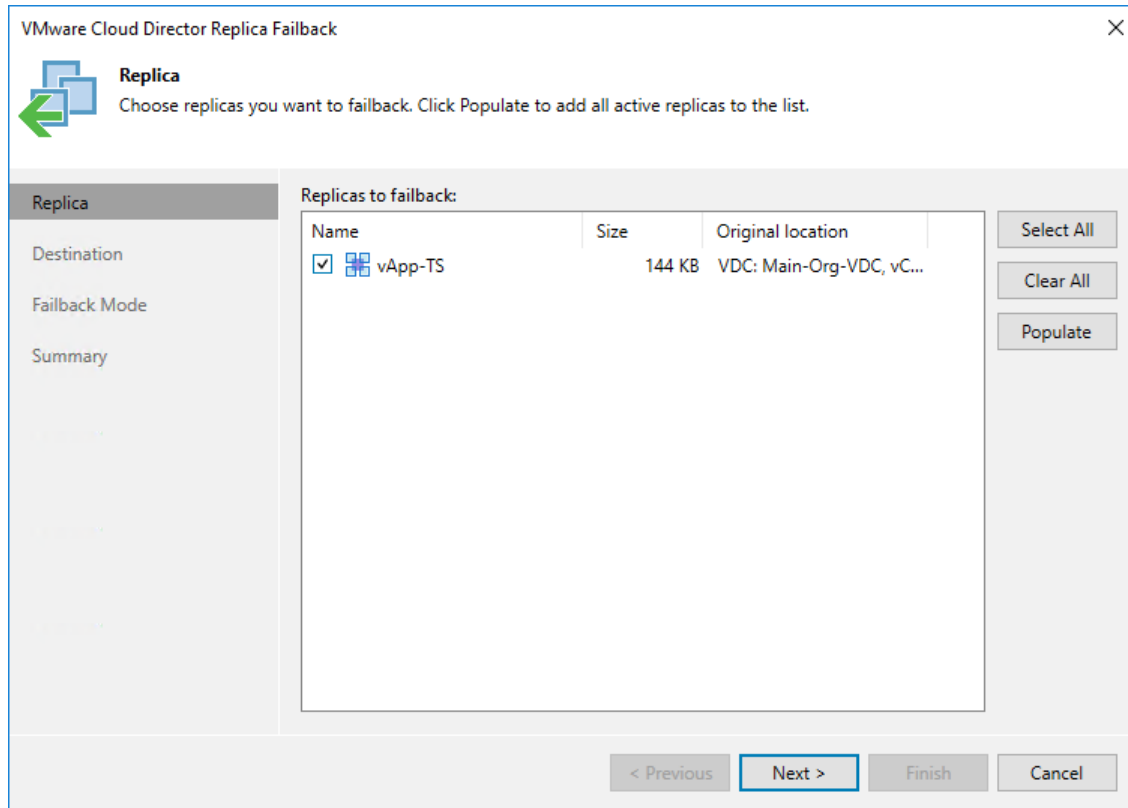 VMware Cloud Director Replica Failback
Replica
Choose replicas you want to failback. Click Populate to add all active replicas to the list.
Replica
Destination
Failback Mode
Summary
Replicas to failback:
Name Size Original location
vApp-TS 144 KB VDC: Main-Org-VDC, vC...
Select All
Clear All
Populate
< Previous Next > Finish Cancel